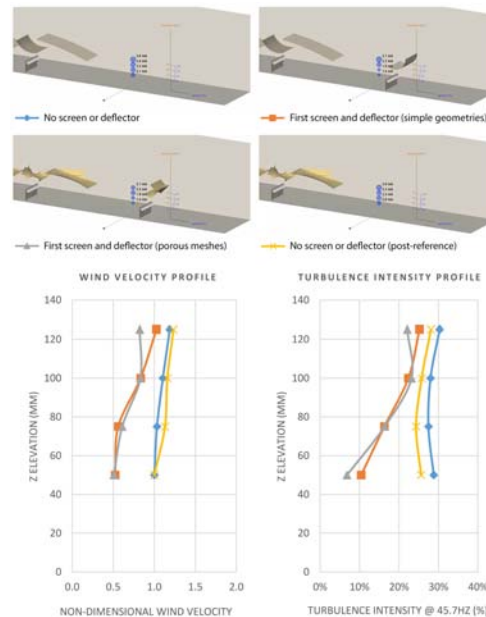 No screen or deflector
First screen and deflector (simple geometries)
First screen and deflector (porous meshes)
No screen or deflector (post-reference)
WIND VELOCITY PROFILE
140
120
100
80
60
40
20
0
Z ELEVATION (MM)
0.0 0.5 1.0 1.5 2.0
NON-DIMENSIONAL WIND VELOCITY
TURBULENCE INTENSITY PROFILE
140
120
100
80
60
40
20
0
Z ELEVATION (MM)
0% 10% 20% 30% 40%
TURBULENCE INTENSITY @ 45.7HZ (%)